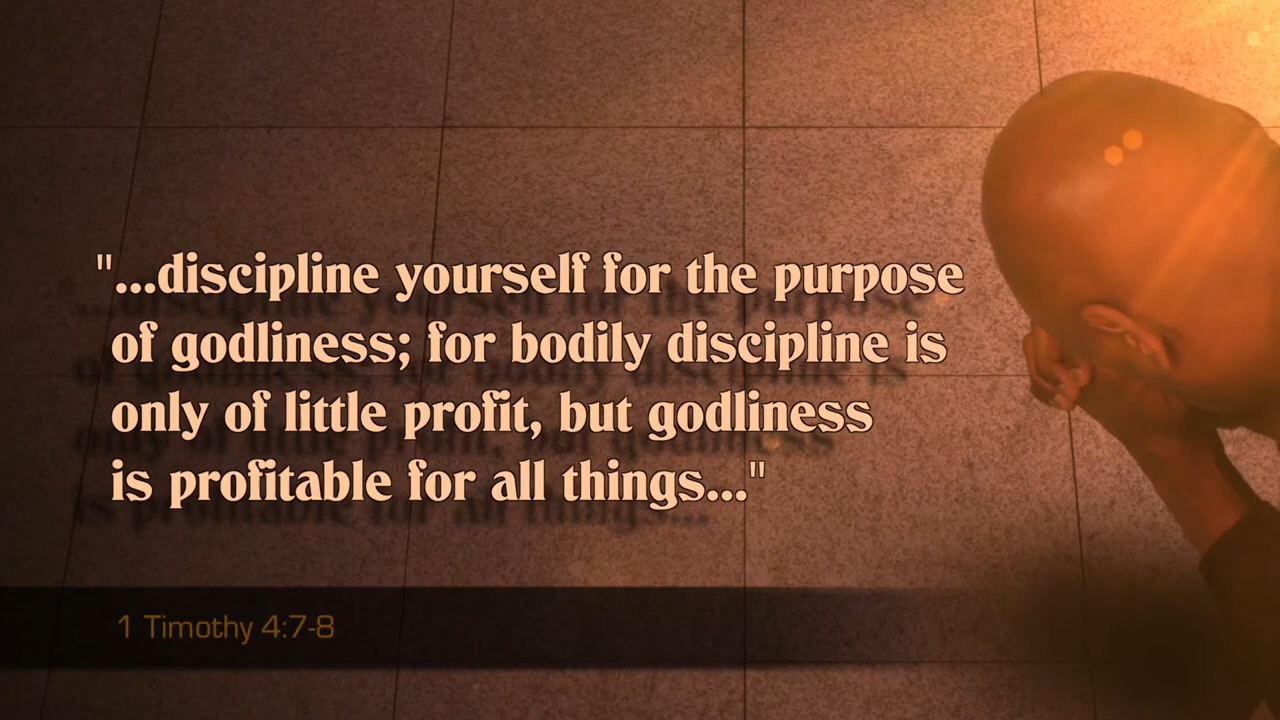 "...discipline yourself for the purpose
of godliness; for bodily discipline is
only of little profit, but godliness
is profitable for all things..."
1 Timothy 4:7-8